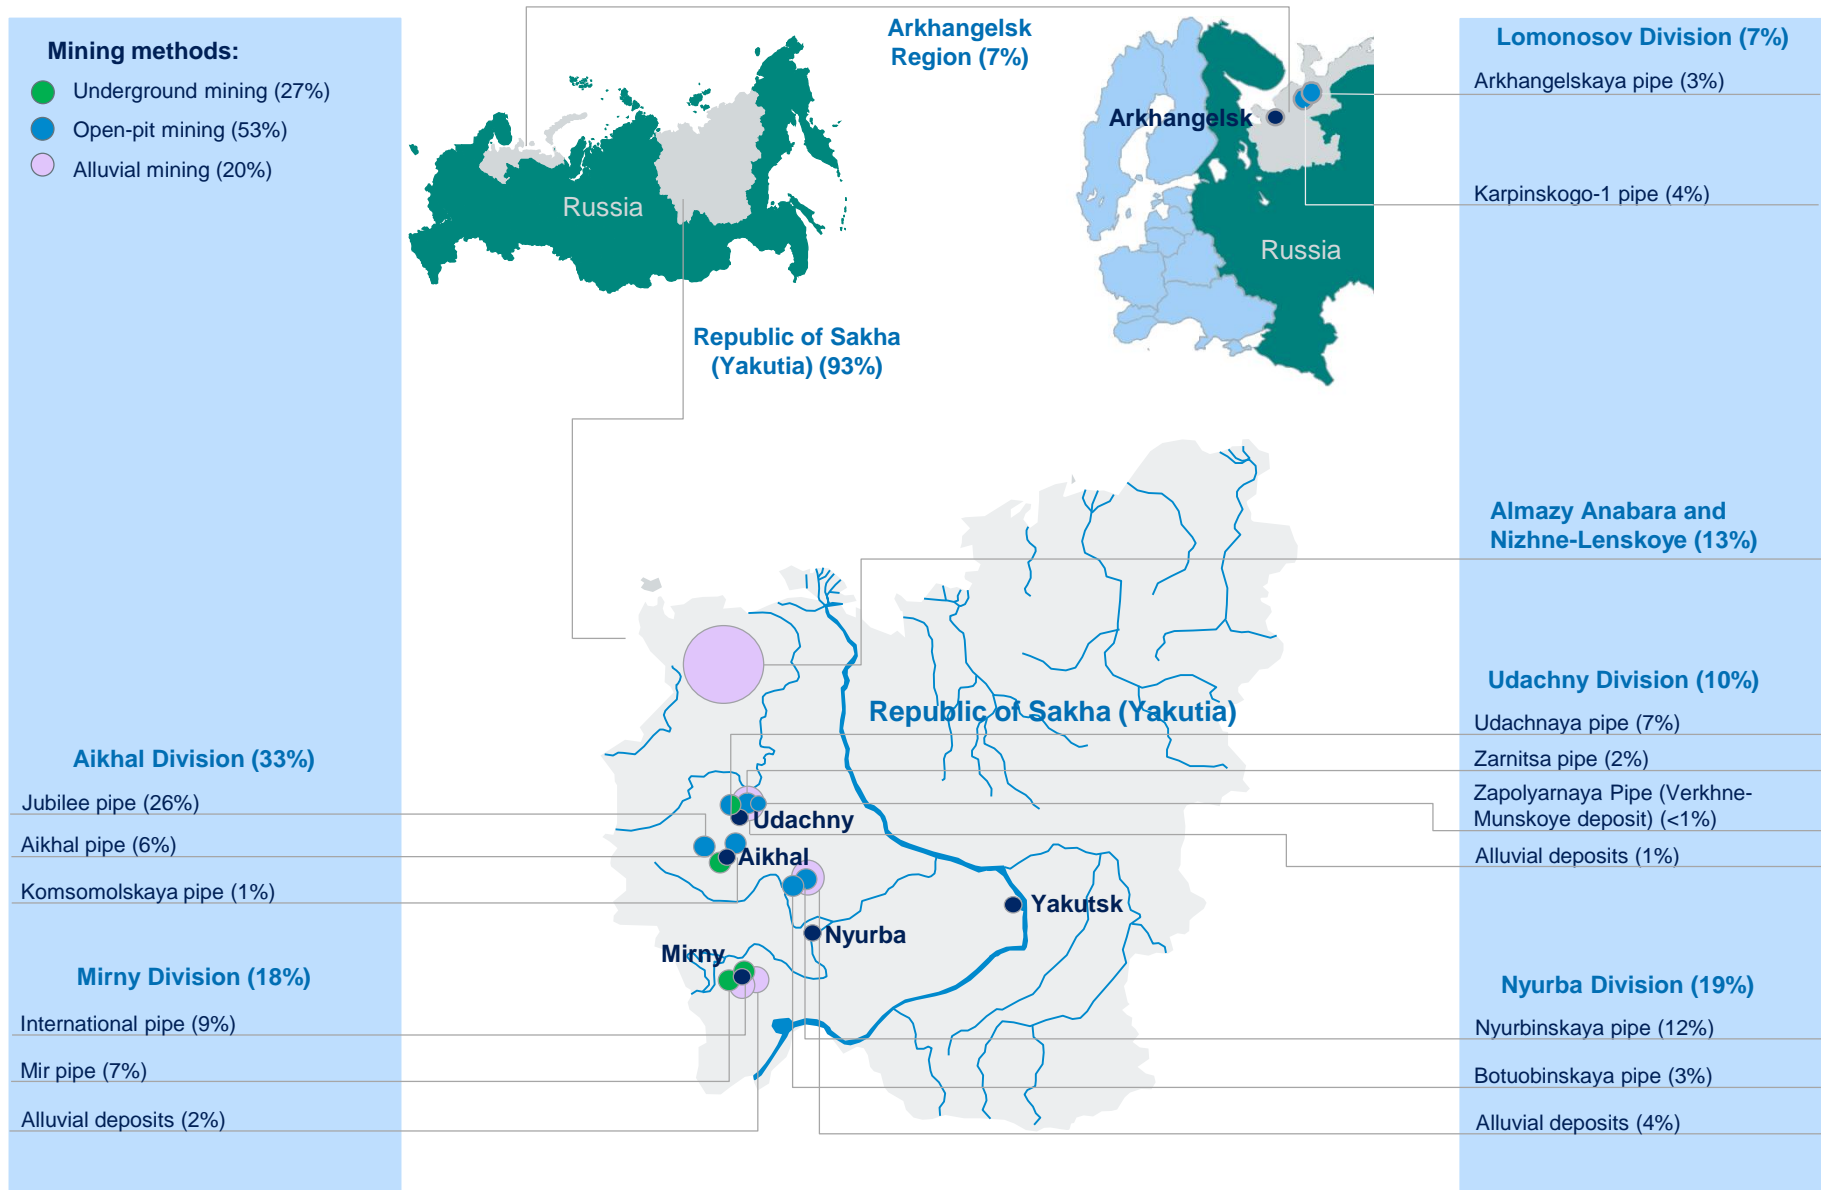 Mining methods:
Underground mining (27%)
Open-pit mining (53%)
Alluvial mining (20%)
Russia
Arkhangelsk
Region (7%)
Arkhangelsk
Russia
Lomonosov Division (7%)
Arkhangelskaya pipe (3%)
Karpinskogo-1 pipe (4%)
Republic of Sakha
(Yakutia) (93%)
Almazy Anabara and
Nizhne-Lenskoye (13%)
Republic of Sakha (Yakutia)
Udachny
Aikhal
Yakutsk
Nyurba
Mirny
Aikhal Division (33%)
Jubilee pipe (26%)
Aikhal pipe (6%)
Komsomolskaya pipe (1%)
Mirny Division (18%)
International pipe (9%)
Mir pipe (7%)
Alluvial deposits (2%)
Udachny Division (10%)
Udachnaya pipe (7%)
Zarnitsa pipe (2%)
Zapolyarnaya Pipe (Verkhne-
Munskoye deposit) (<1%)
Alluvial deposits (1%)
Nyurba Division (19%)
Nyurbinskaya pipe (12%)
Botuobinskaya pipe (3%)
Alluvial deposits (4%)